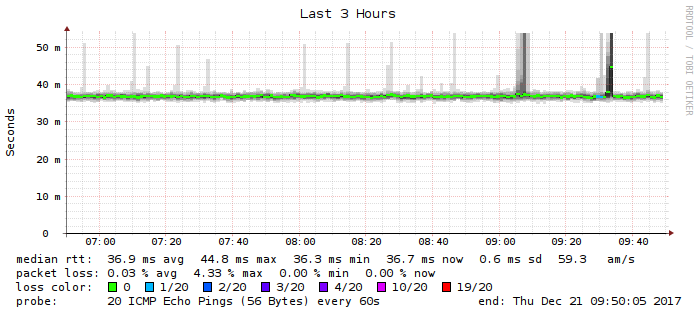 Last 3 Hours
RRDTOOL / TOBI OETIKER
Seconds
50 m
40 m
30 m
20 m
10 m
0
07:00 07:20 07:40 08:00 08:20 08:40 09:00 09:20 09:40
median rtt: 36.9 ms avg 44.8 ms max 36.3 ms min 36.7 ms now 0.6 ms sd 59.3 am/s
packet loss: 0.03 % avg 4.33 % max 0.00 % min 0.00 % now
loss color: 0 1/20 2/20 3/20 4/20 10/20 19/20
probe: 20 ICMP Echo Pings (56 Bytes) every 60s end: Thu Dec 21 09:50:05 2017